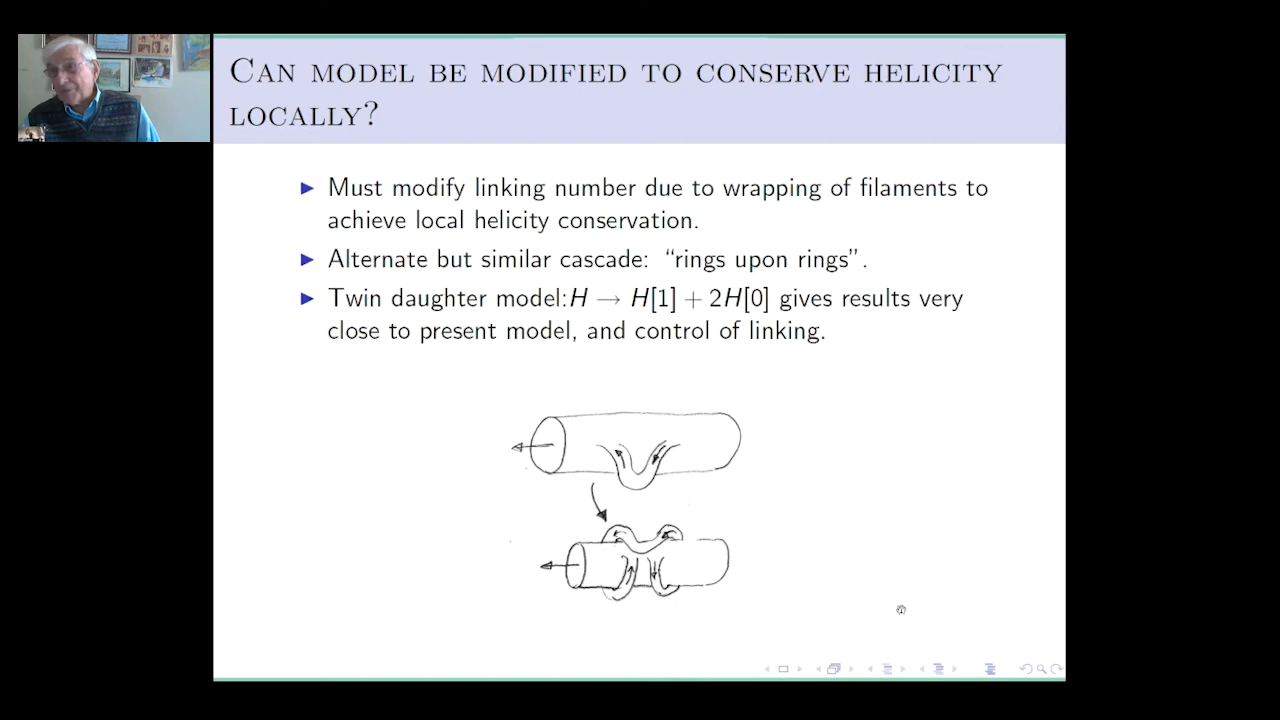 Can model be modified to conserve helicity
locally?
Must modify linking number due to wrapping of filaments to
achieve local helicity conservation.
Alternate but similar cascade: “rings upon rings”.
Twin daughter model:H → H[1] + 2H[0] gives results very
close to present model, and control of linking.